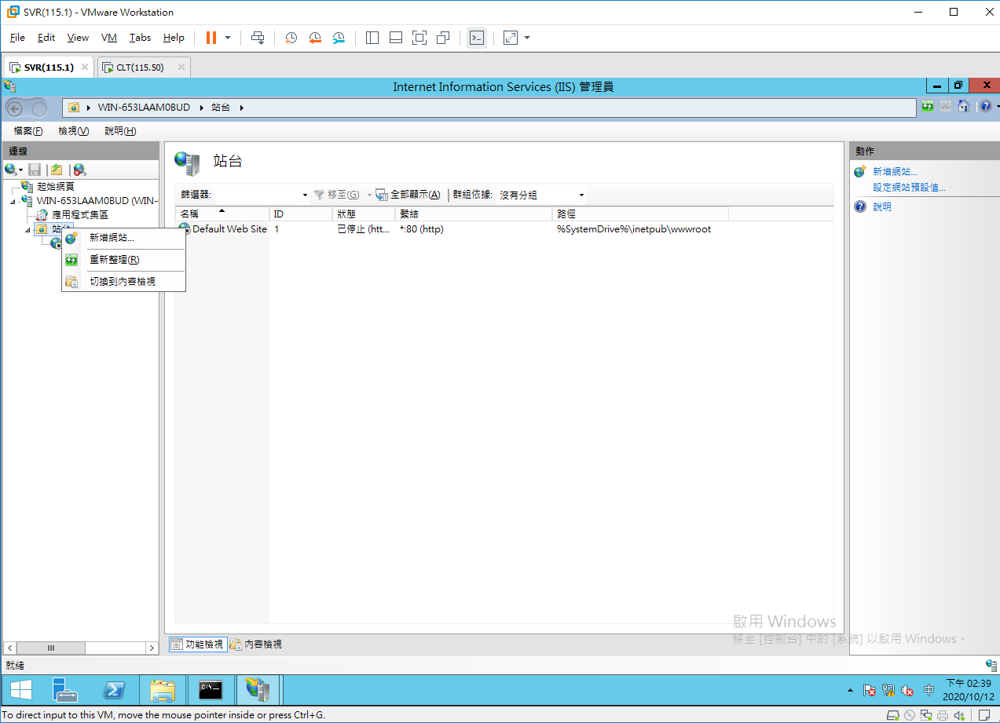 SVR(115.1) - VMware Workstation
File Edit View VM Tabs Help
SVR(115.1) CLT(115.50)
Internet Information Services (IIS) 管理員
WIN-653LAAM0BUD 站台
檔案(F) 檢視(V) 說明(H)
連線
站台
動作
新增網站...
設定網站預設值...
說明
起始網頁
WIN-653LAAM0BUD (WIN-
應用程式集區
站台
新增網站...
重新整理(R)
切換到內容檢視
篩選器: 移至(G) 全部顯示(A) 群組依據: 沒有分組
名稱 ID 狀態 繫結 路徑
Default Web Site 1 已停止 (htt... *:80 (http) %SystemDrive%\inetpub\wwwroot
啟用 Windows
移至 [控制台] 中的 [系統] 以啟用 Windows。
功能檢視 內容檢視
就緒
中
下午 02:39
2020/10/12
To direct input to this VM, move the mouse pointer inside or press Ctrl+G.